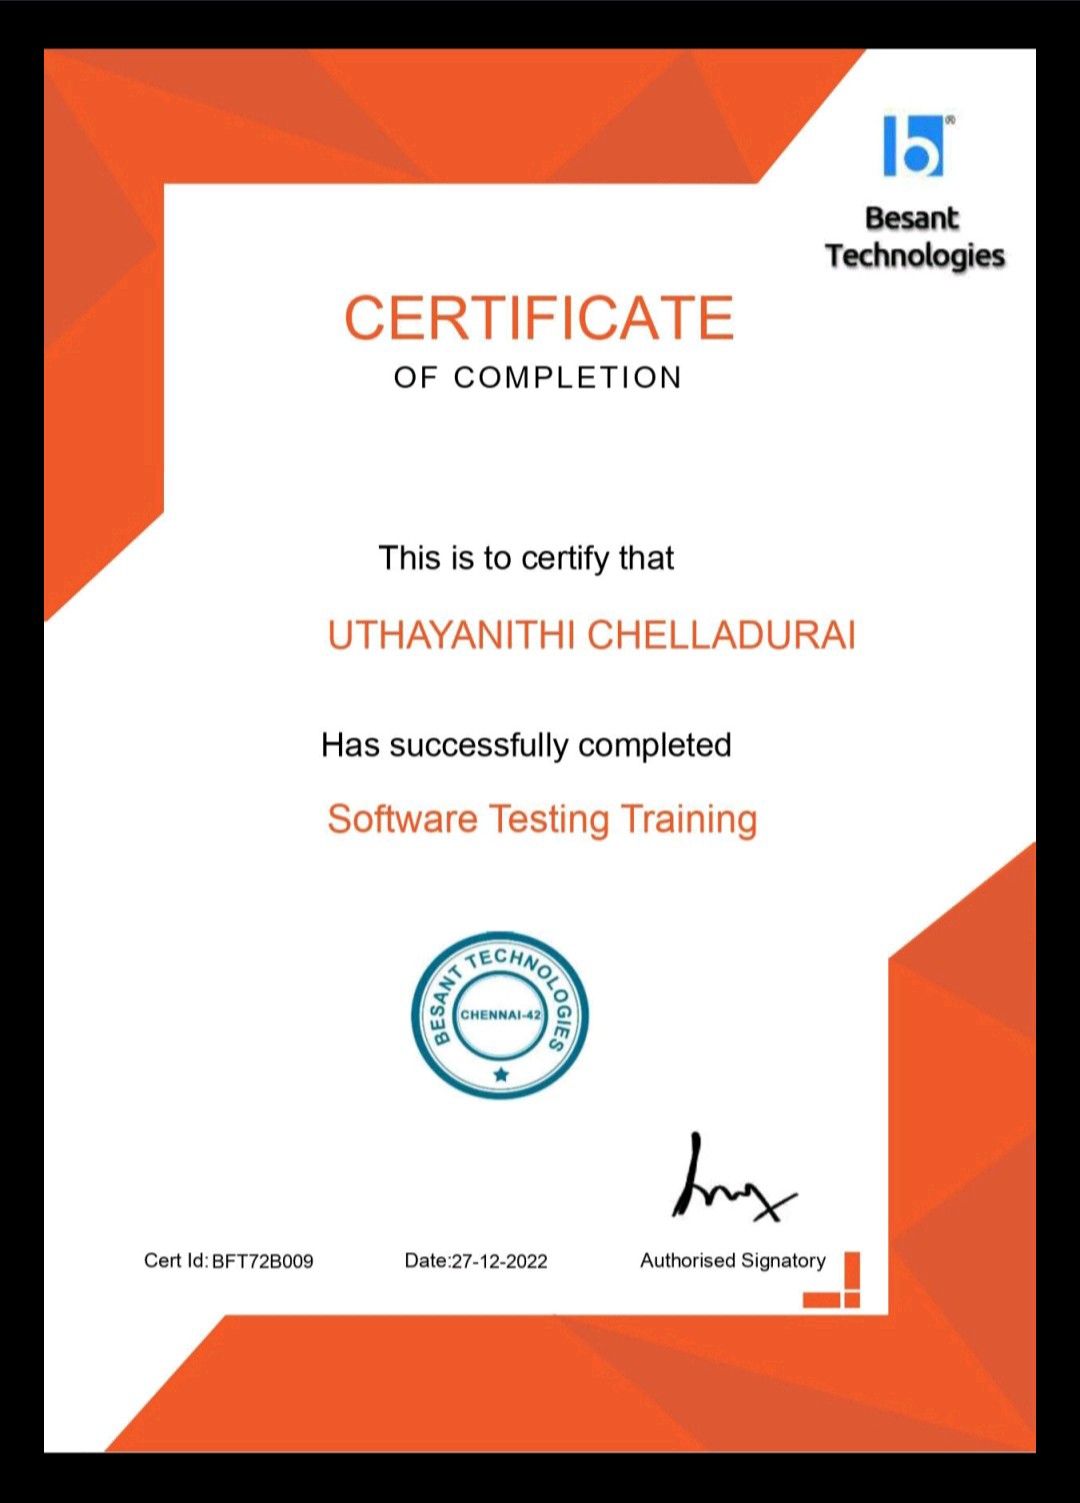 b®
Besant
Technologies
CERTIFICATE
OF COMPLETION
This is to certify that
UTHAYANITHI CHELLADURAI
Has successfully completed
Software Testing Training
BESANT TECHNOLOGIES
CHENNAI-42
Cert Id: BFT72B009
Date:27-12-2022
Authorised Signatory